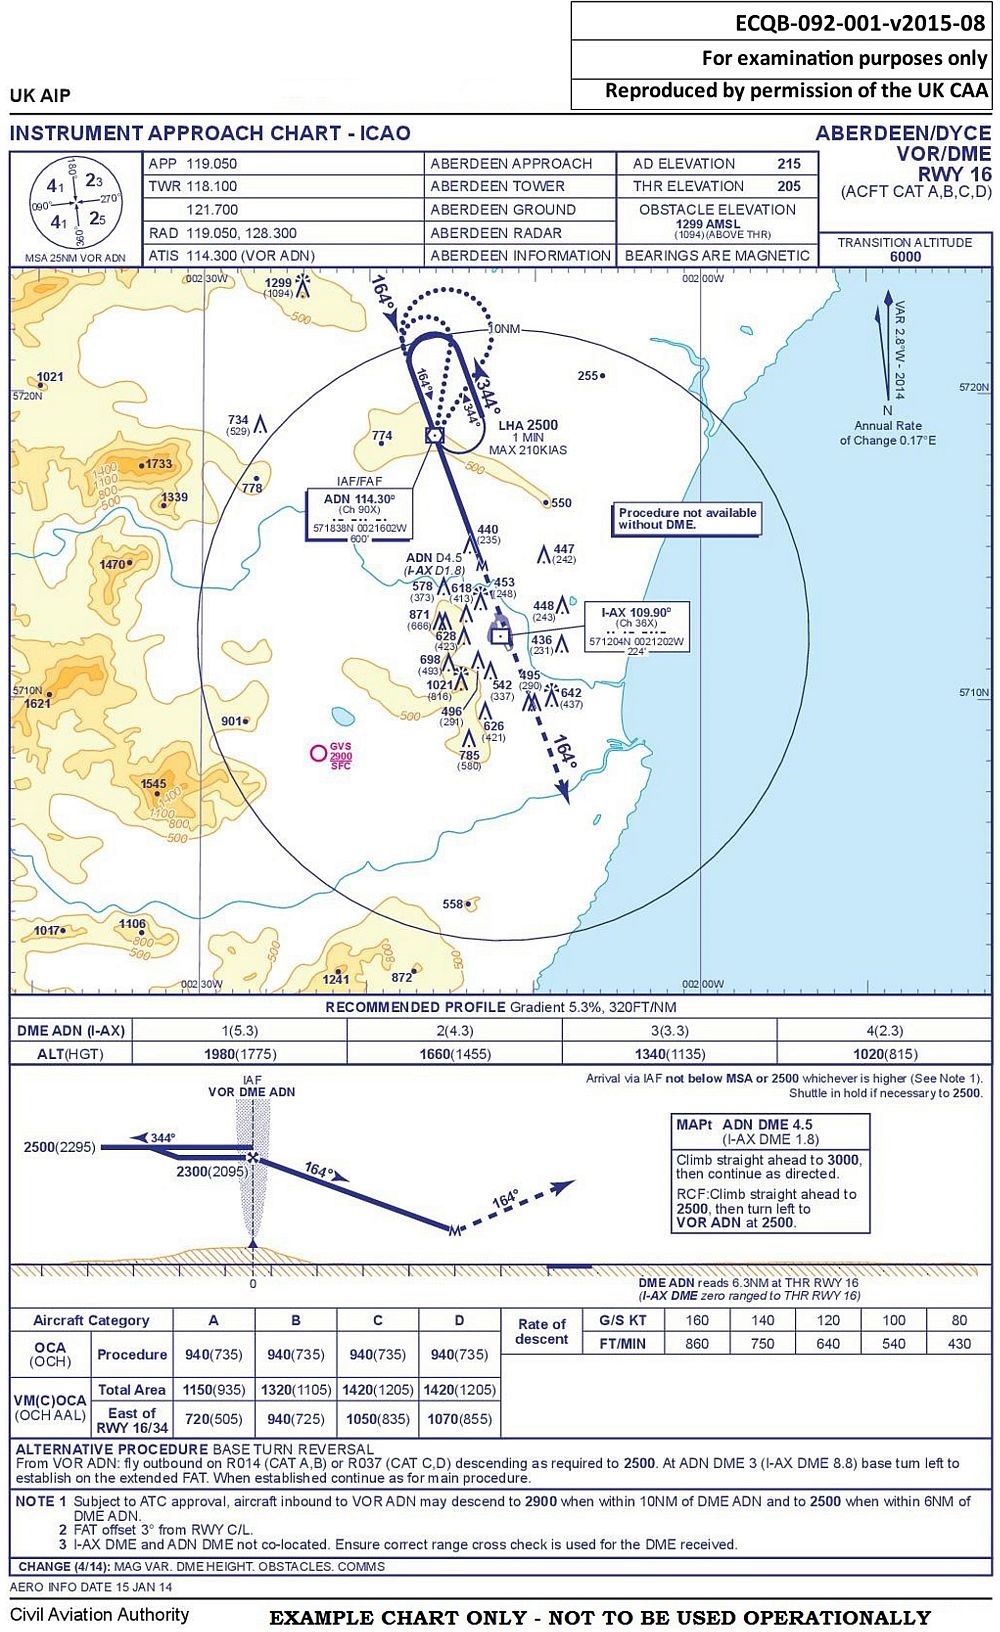 ECQB-092-001-v2015-08
For examination purposes only
Reproduced by permission of the UK CAA
UK AIP
INSTRUMENT APPROACH CHART - ICAO
ABERDEEN/DYCE
VOR/DME
RWY 16
(ACFT CAT A,B,C,D)
180°
41 23
090° 270°
41 25
360°
MSA 25NM VOR ADN
APP 119.050 ABERDEEN APPROACH AD ELEVATION 215
TWR 118.100 ABERDEEN TOWER THR ELEVATION 205
121.700 ABERDEEN GROUND OBSTACLE ELEVATION
1299 AMSL
(1094)(ABOVE THR)
RAD 119.050, 128.300 ABERDEEN RADAR
ATIS 114.300 (VOR ADN) ABERDEEN INFORMATION BEARINGS ARE MAGNETIC
TRANSITION ALTITUDE
6000
002 30W
002 00W
1299
(1094)
500
164°
10NM
VAR 2.8°W - 2014
N
Annual Rate
of Change 0.17°E
1021
5720N
5720N
255
164°
344°
344°
734
(529)
774
LHA 2500
1 MIN
MAX 210KIAS
1733
1400
1100
800
500
1339
778
500
550
IAF/FAF
ADN 114.30°
(Ch 90X)
571838N 0021602W
600'
Procedure not available
without DME.
440
(235)
447
(242)
1470
ADN D4.5
(I-AX D1.8)
578
(373)
618
(413)
453
(248)
448
(243)
871
(666)
628
(423)
436
(231)
I-AX 109.90°
(Ch 36X)
571204N 0021202W
224'
698
(493)
1021
(816)
542
(337)
495
(290)
642
(437)
5710N
5710N
1621
500
496
(291)
626
(421)
901
785
(580)
164°
GVS
2900
SFC
1545
1400
1100
800
500
558
1017
1106
800
500
500
1241
800
872
500
002 30W
002 00W
RECOMMENDED PROFILE Gradient 5.3%, 320FT/NM
DME ADN (I-AX) 1(5.3) 2(4.3) 3(3.3) 4(2.3)
ALT(HGT) 1980(1775) 1660(1455) 1340(1135) 1020(815)
IAF
VOR DME ADN
Arrival via IAF not below MSA or 2500 whichever is higher (See Note 1).
Shuttle in hold if necessary to 2500.
344°
2500(2295)
2300(2095)
164°
164°
M
MAPt ADN DME 4.5
(I-AX DME 1.8)
Climb straight ahead to 3000,
then continue as directed.
RCF:Climb straight ahead to
2500, then turn left to
VOR ADN at 2500.
0
DME ADN reads 6.3NM at THR RWY 16
(I-AX DME zero ranged to THR RWY 16)
Aircraft Category A B C D
OCA
(OCH)
Procedure 940(735) 940(735) 940(735) 940(735)
VM(C)OCA
(OCH AAL)
Total Area 1150(935) 1320(1105) 1420(1205) 1420(1205)
East of
RWY 16/34
720(505) 940(725) 1050(835) 1070(855)
Rate of
descent
G/S KT 160 140 120 100 80
FT/MIN 860 750 640 540 430
ALTERNATIVE PROCEDURE BASE TURN REVERSAL
From VOR ADN: fly outbound on R014 (CAT A,B) or R037 (CAT C,D) descending as required to 2500. At ADN DME 3 (I-AX DME 8.8) base turn left to
establish on the extended FAT. When established continue as for main procedure.
NOTE 1 Subject to ATC approval, aircraft inbound to VOR ADN may descend to 2900 when within 10NM of DME ADN and to 2500 when within 6NM of
DME ADN.
2 FAT offset 3° from RWY C/L.
3 I-AX DME and ADN DME not co-located. Ensure correct range cross check is used for the DME received.
CHANGE (4/14): MAG VAR. DME HEIGHT. OBSTACLES. COMMS
AERO INFO DATE 15 JAN 14
Civil Aviation Authority
EXAMPLE CHART ONLY - NOT TO BE USED OPERATIONALLY